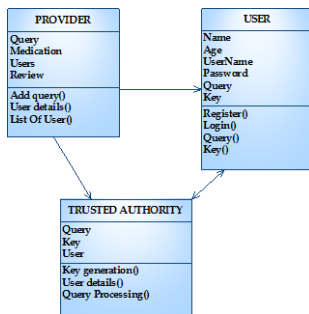 PROVIDER
Query
Medication
Users
Review
Add query()
User details()
List Of User()
USER
Name
Age
UserName
Password
Query
Key
Register()
Login()
Query()
Key()
TRUSTED AUTHORITY
Query
Key
User
Key generation()
User details()
Query Processing()